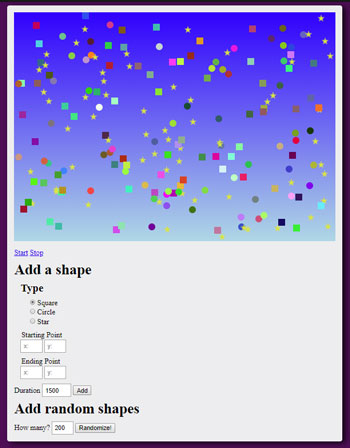 Start Stop
Add a shape
Type
Square
Circle
Star
Starting Point
x: y:
Ending Point
x: y:
Duration 1500 Add
Add random shapes
How many? 200 Randomize!